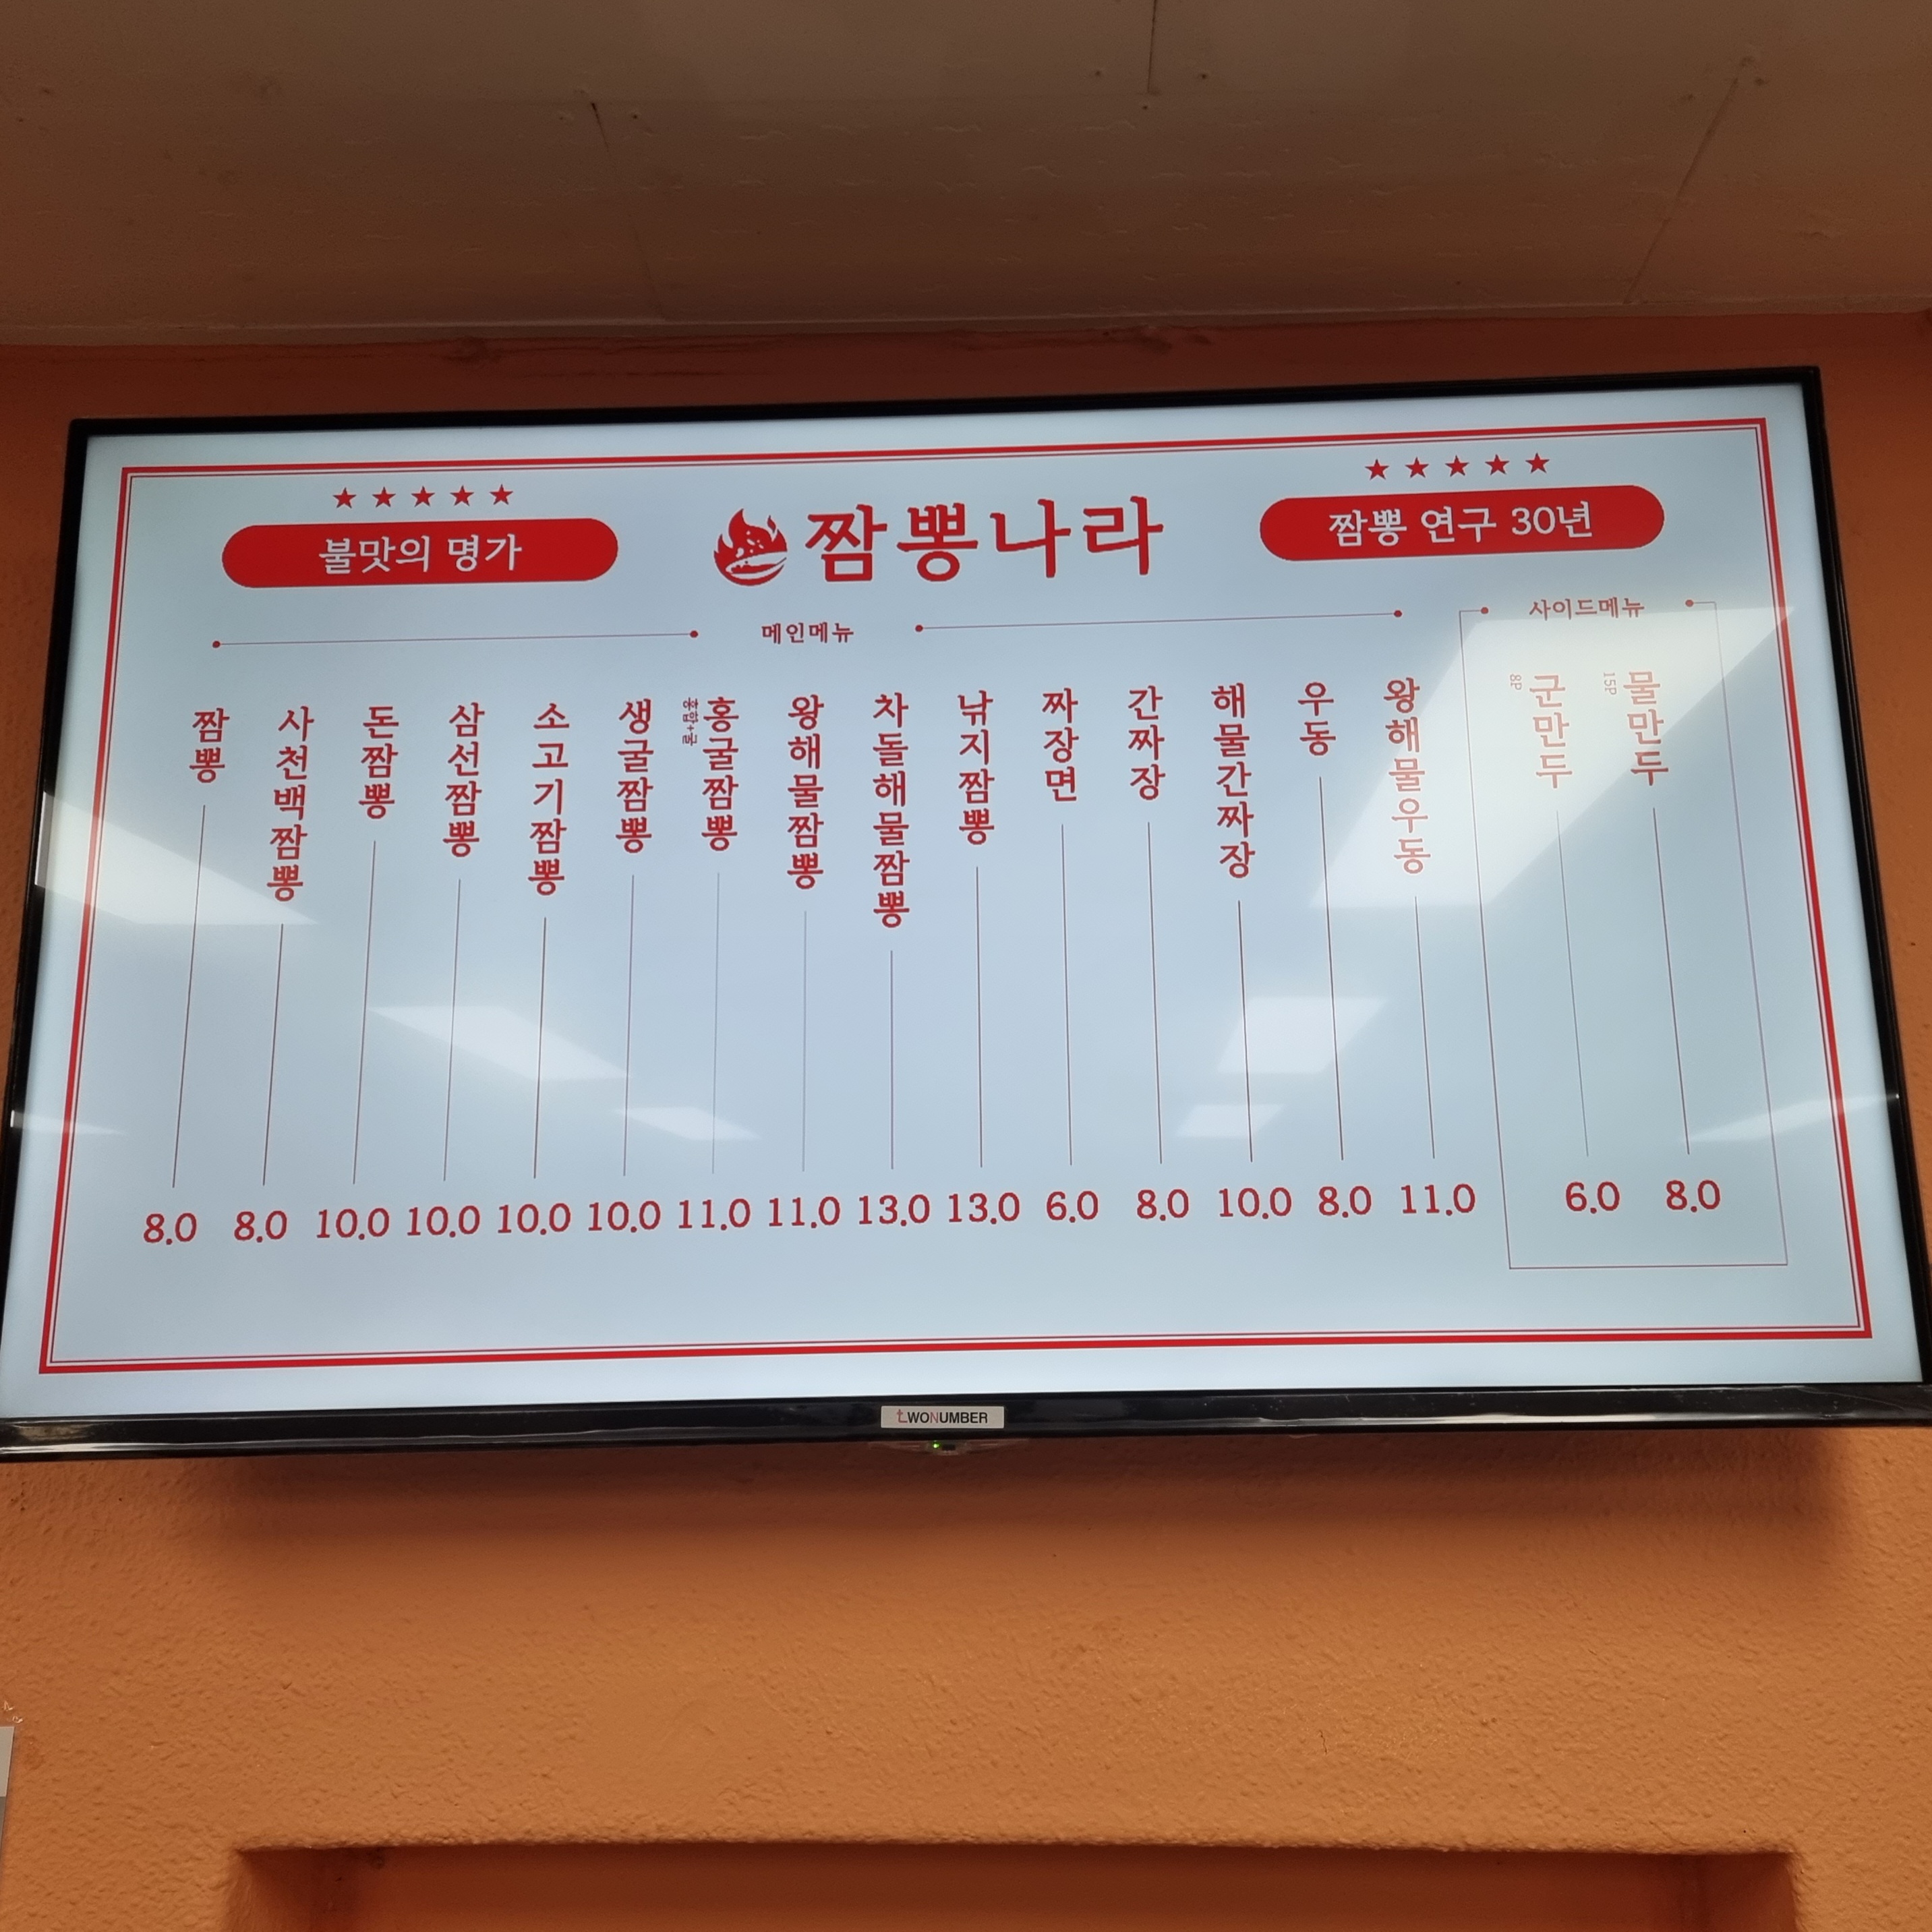 ★★★★★
불맛의 명가
짬뽕나라
★★★★★
짬뽕 연구 30년
메인메뉴
짬뽕 8.0
사천백짬뽕 8.0
돈짬뽕 10.0
삼선짬뽕 10.0
소고기짬뽕 10.0
생굴짬뽕 10.0
홍굴짬뽕 홍합+굴 11.0
왕해물짬뽕 11.0
차돌해물짬뽕 13.0
낚지짬뽕 13.0
짜장면 6.0
간짜장 8.0
해물간짜장 10.0
우동 8.0
왕해물우동 11.0
사이드메뉴
군만두 8P 6.0
물만두 15P 8.0
tWONUMBER